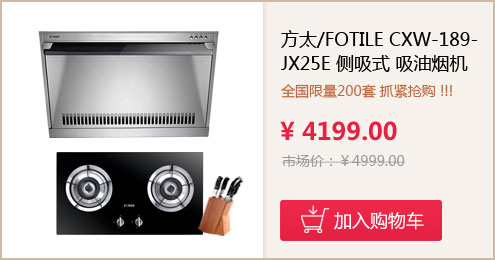 方太/FOTILE CXW-189-
JX25E 侧吸式 吸油烟机
全国限量200套 抓紧抢购 !!!
¥ 4199.00
市场价：¥ 4999.00
加入购物车
FOTILE